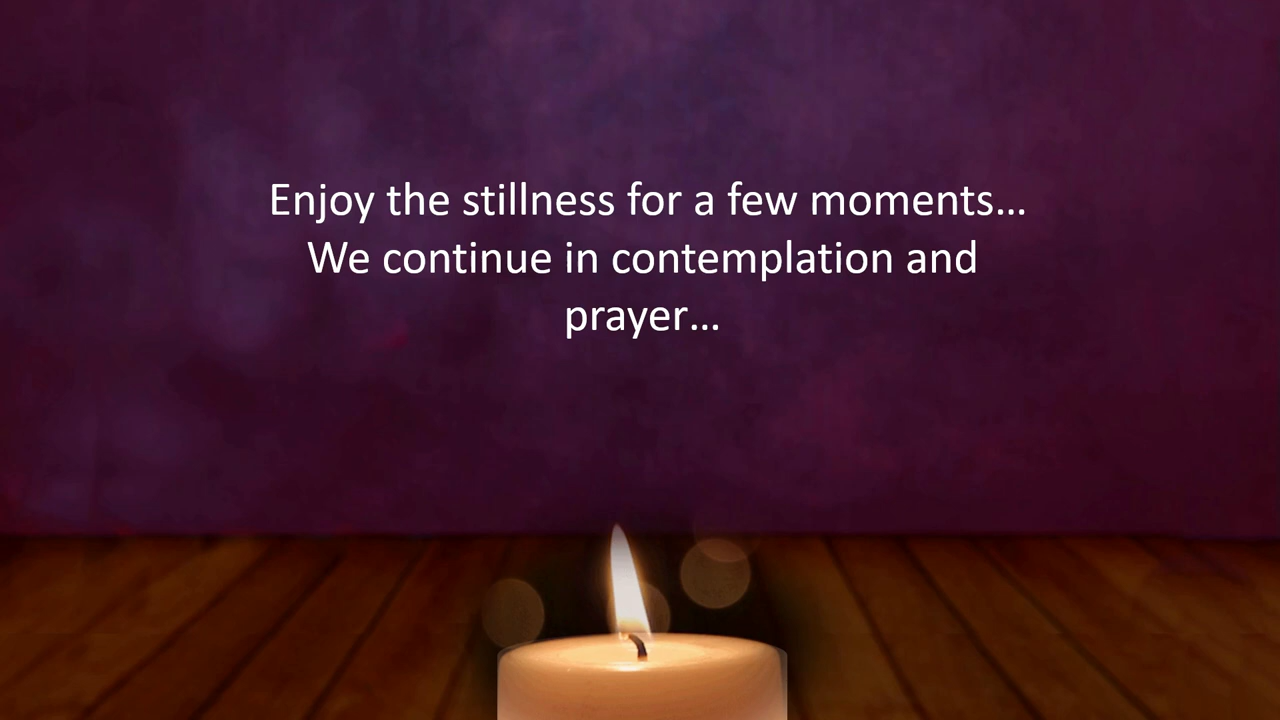 Enjoy the stillness for a few moments…
We continue in contemplation and
prayer…